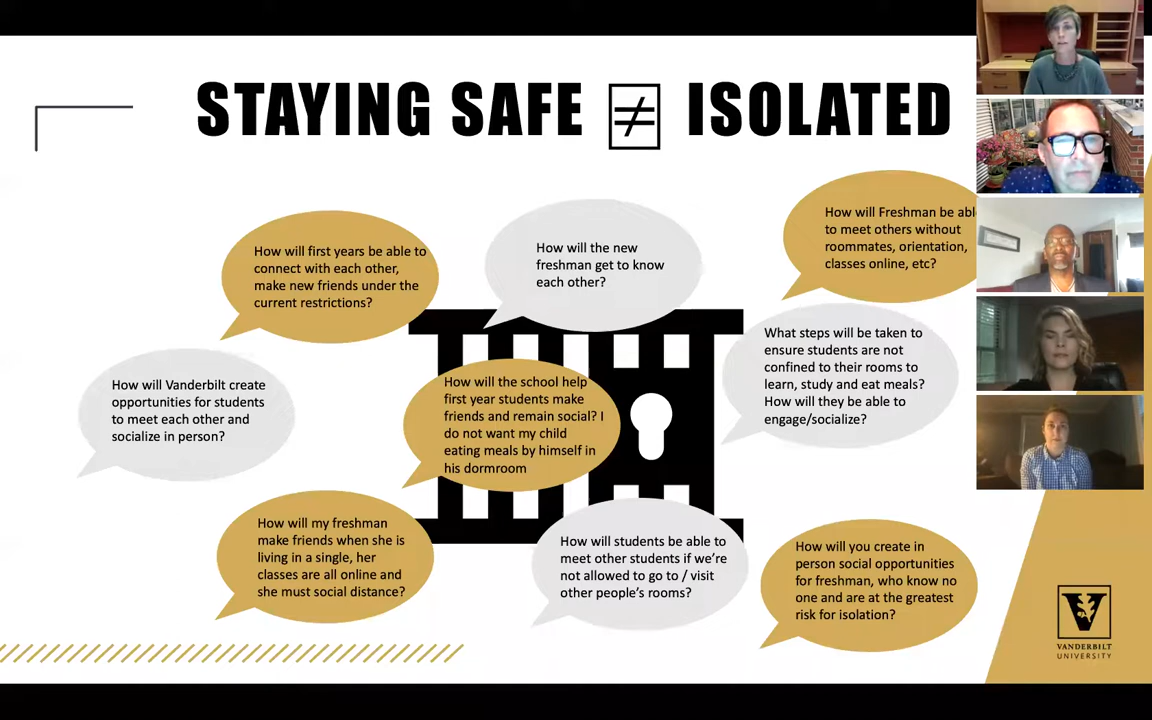 STAYING SAFE ≠ ISOLATED
How will first years be able to
connect with each other,
make new friends under the
current restrictions?
How will the new
freshman get to know
each other?
How will Freshman be abl
to meet others without
roommates, orientation,
classes online, etc?
How will Vanderbilt create
opportunities for students
to meet each other and
socialize in person?
How will the school help
first year students make
friends and remain social? I
do not want my child
eating meals by himself in
his dormroom
What steps will be taken to
ensure students are not
confined to their rooms to
learn, study and eat meals?
How will they be able to
engage/socialize?
How will my freshman
make friends when she is
living in a single, her
classes are all online and
she must social distance?
How will students be able to
meet other students if we’re
not allowed to go to / visit
other people’s rooms?
How will you create in
person social opportunities
for freshman, who know no
one and are at the greatest
risk for isolation?
V
VANDERBILT
UNIVERSITY